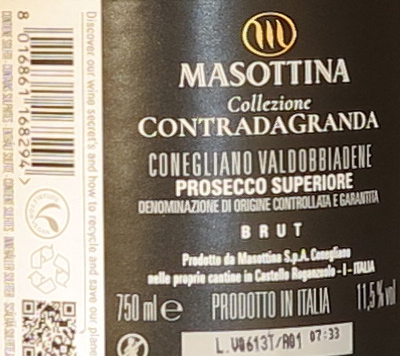 MASOTTINA
Collezione
CONTRADAGRANDA
CONEGLIANO VALDOBBIADENE
PROSECCO SUPERIORE
DENOMINAZIONE DI ORIGINE CONTROLLATA E GARANTITA
BRUT
Prodotto da Masottina S.p.A. Conegliano
nelle proprie cantine in Castello Roganzuolo - I - ITALIA
750 ml e PRODOTTO IN ITALIA 11,5% vol
L.V0613T/A01 07:33
Discover our wine secrets and how to recycle and save our plane
8 016861 168294